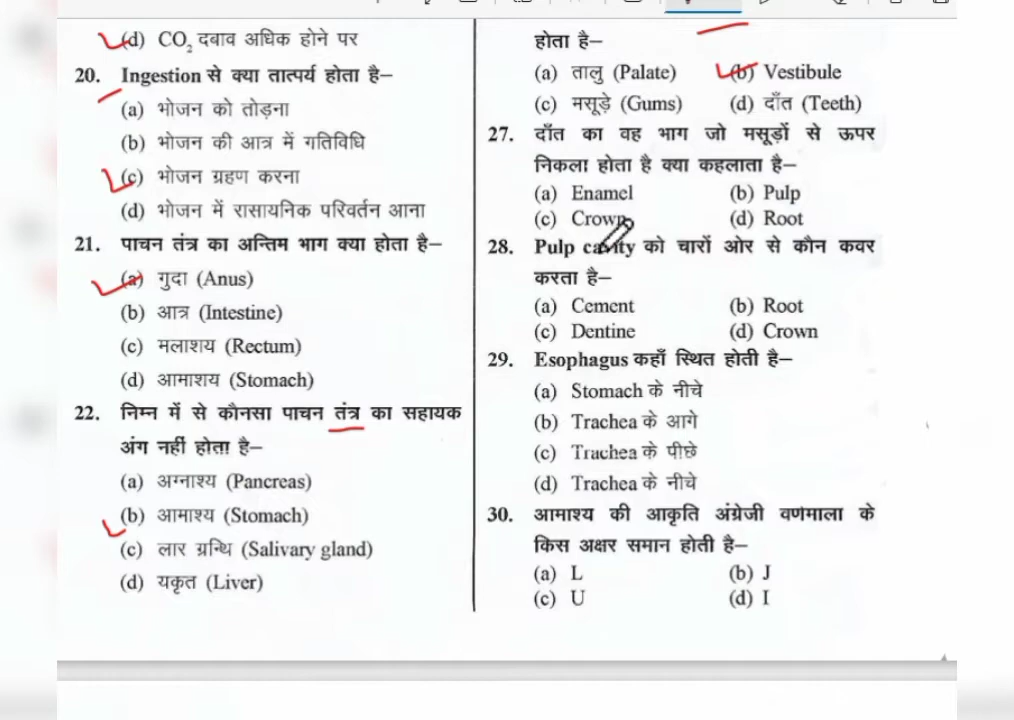 (d) CO₂ दबाव अधिक होने पर
20. Ingestion से क्या तात्पर्य होता है–
(a) भोजन को तोड़ना
(b) भोजन की आत्र में गतिविधि
(c) भोजन ग्रहण करना
(d) भोजन में रासायनिक परिवर्तन आना
21. पाचन तंत्र का अन्तिम भाग क्या होता है–
(a) गुदा (Anus)
(b) आत्र (Intestine)
(c) मलाशय (Rectum)
(d) आमाशय (Stomach)
22. निम्न में से कौनसा पाचन तंत्र का सहायक
अंग नहीं होता है–
(a) अग्नाश्य (Pancreas)
(b) आमाश्य (Stomach)
(c) लार ग्रन्थि (Salivary gland)
(d) यकृत (Liver)
होता है–
(a) तालु (Palate) (b) Vestibule
(c) मसूड़े (Gums) (d) दाँत (Teeth)
27. दाँत का वह भाग जो मसूड़ों से ऊपर
निकला होता है क्या कहलाता है–
(a) Enamel (b) Pulp
(c) Crown (d) Root
28. Pulp cavity को चारों ओर से कौन कवर
करता है–
(a) Cement (b) Root
(c) Dentine (d) Crown
29. Esophagus कहाँ स्थित होती है–
(a) Stomach के नीचे
(b) Trachea के आगे
(c) Trachea के पीछे
(d) Trachea के नीचे
30. आमाश्य की आकृति अंग्रेजी वर्णमाला के
किस अक्षर समान होती है–
(a) L (b) J
(c) U (d) I